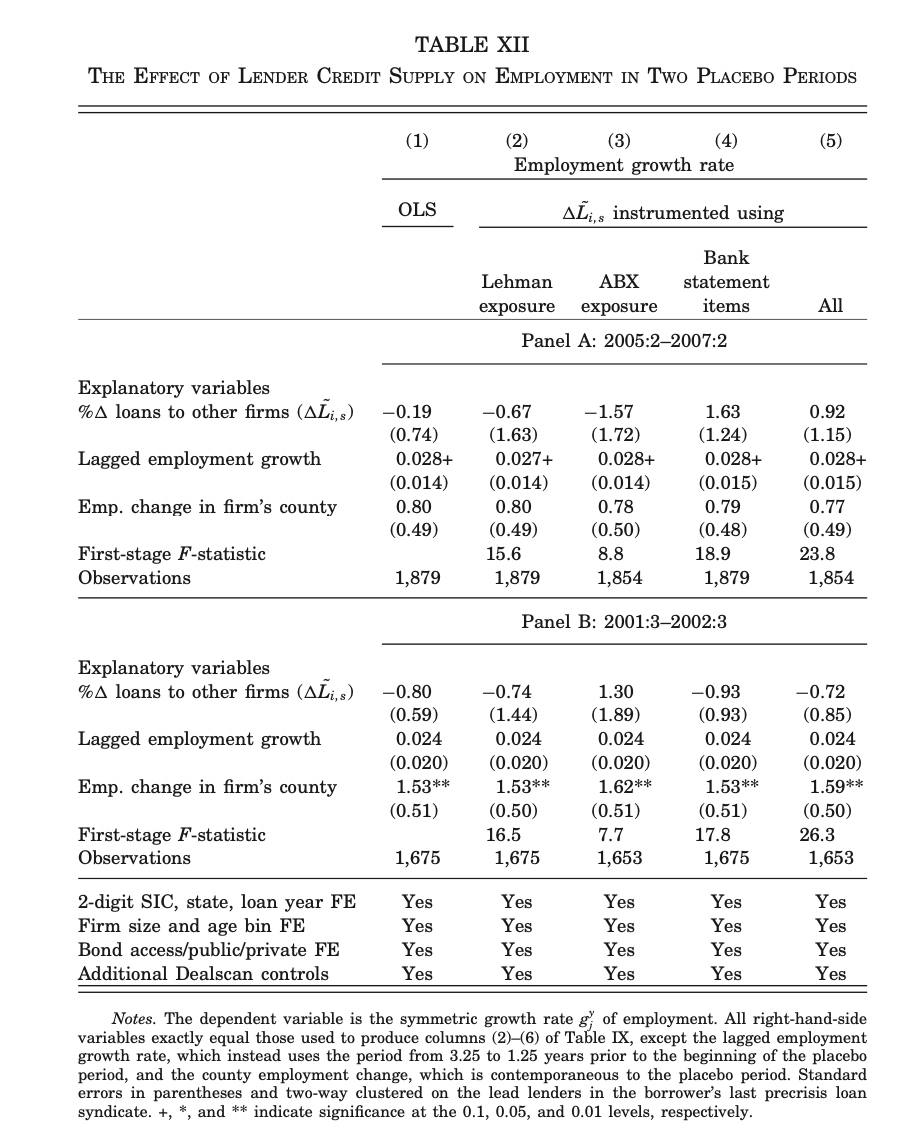 TABLE XII
THE EFFECT OF LENDER CREDIT SUPPLY ON EMPLOYMENT IN TWO PLACEBO PERIODS
(1) (2) (3) (4) (5)
Employment growth rate
OLS ΔL̃i,s instrumented using
Bank
Lehman ABX statement
exposure exposure items All
Panel A: 2005:2–2007:2
Explanatory variables
%Δ loans to other firms (ΔL̃i,s) −0.19 −0.67 −1.57 1.63 0.92
(0.74) (1.63) (1.72) (1.24) (1.15)
Lagged employment growth 0.028+ 0.027+ 0.028+ 0.028+ 0.028+
(0.014) (0.014) (0.014) (0.015) (0.015)
Emp. change in firm's county 0.80 0.80 0.78 0.79 0.77
(0.49) (0.49) (0.50) (0.48) (0.49)
First-stage F-statistic 15.6 8.8 18.9 23.8
Observations 1,879 1,879 1,854 1,879 1,854
Panel B: 2001:3–2002:3
Explanatory variables
%Δ loans to other firms (ΔL̃i,s) −0.80 −0.74 1.30 −0.93 −0.72
(0.59) (1.44) (1.89) (0.93) (0.85)
Lagged employment growth 0.024 0.024 0.024 0.024 0.024
(0.020) (0.020) (0.020) (0.020) (0.020)
Emp. change in firm's county 1.53** 1.53** 1.62** 1.53** 1.59**
(0.51) (0.50) (0.51) (0.51) (0.50)
First-stage F-statistic 16.5 7.7 17.8 26.3
Observations 1,675 1,675 1,653 1,675 1,653
2-digit SIC, state, loan year FE Yes Yes Yes Yes Yes
Firm size and age bin FE Yes Yes Yes Yes Yes
Bond access/public/private FE Yes Yes Yes Yes Yes
Additional Dealscan controls Yes Yes Yes Yes Yes
Notes. The dependent variable is the symmetric growth rate gⱼʸ of employment. All right-hand-side
variables exactly equal those used to produce columns (2)–(6) of Table IX, except the lagged employment
growth rate, which instead uses the period from 3.25 to 1.25 years prior to the beginning of the placebo
period, and the county employment change, which is contemporaneous to the placebo period. Standard
errors in parentheses and two-way clustered on the lead lenders in the borrower's last precrisis loan
syndicate. +, *, and ** indicate significance at the 0.1, 0.05, and 0.01 levels, respectively.